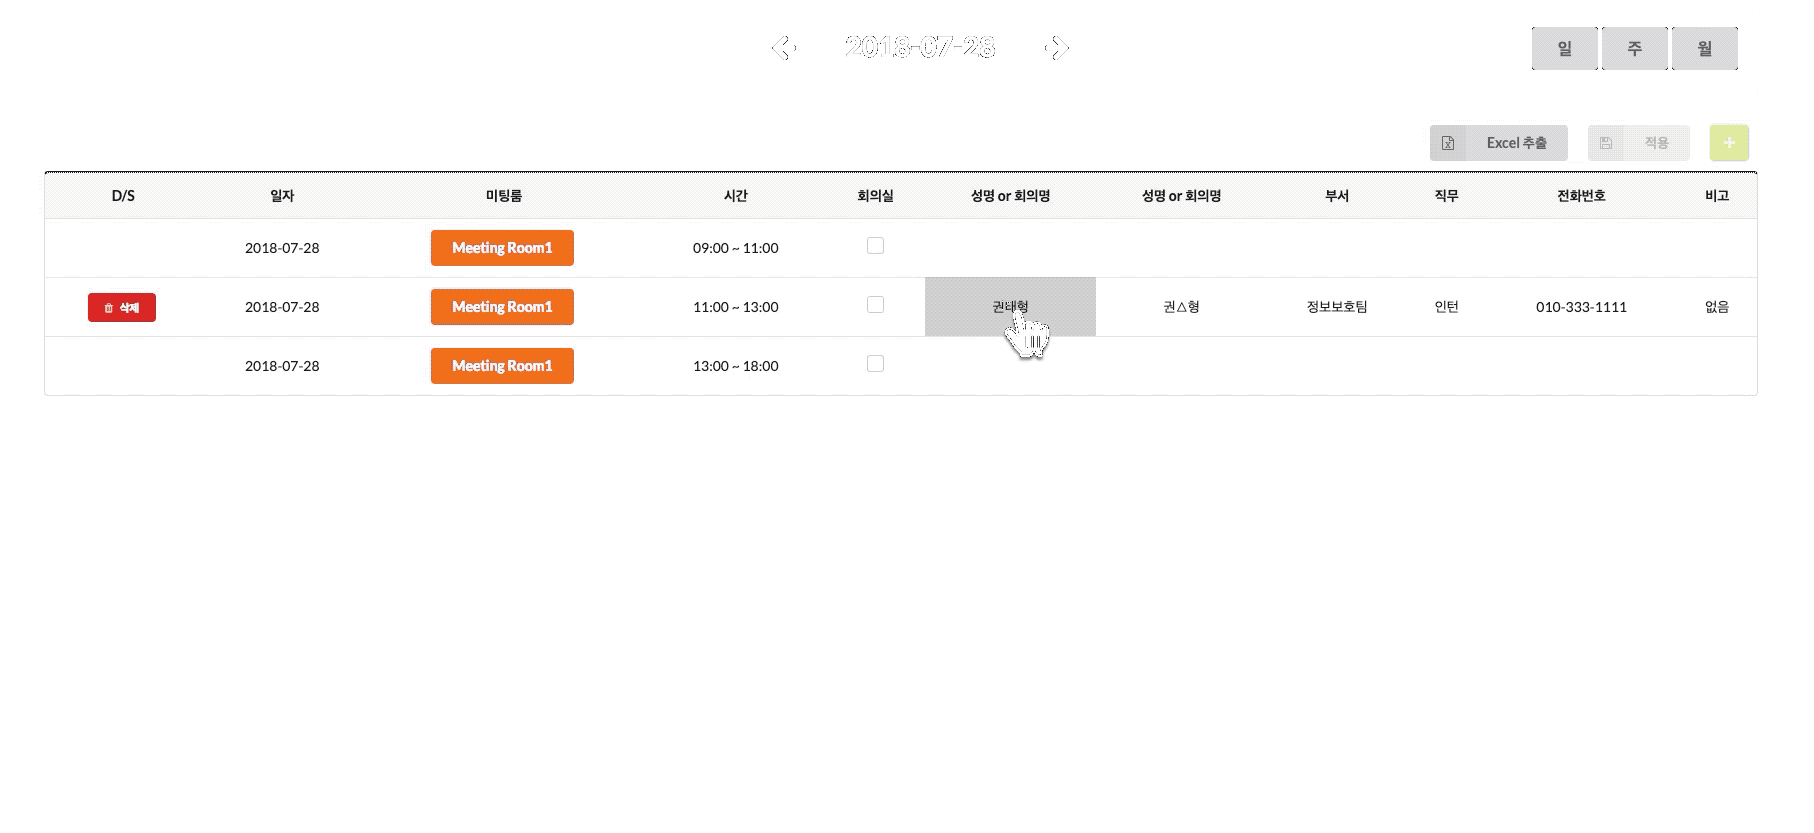 2018-07-28
일 주 월
Excel 추출 적용
D/S 일자 미팅룸 시간 회의실 성명 or 회의명 성명 or 회의명 부서 직무 전화번호 비고
2018-07-28 Meeting Room1 09:00 ~ 11:00
삭제 2018-07-28 Meeting Room1 11:00 ~ 13:00 권태형 권△형 정보보호팀 인턴 010-333-1111 없음
2018-07-28 Meeting Room1 13:00 ~ 18:00